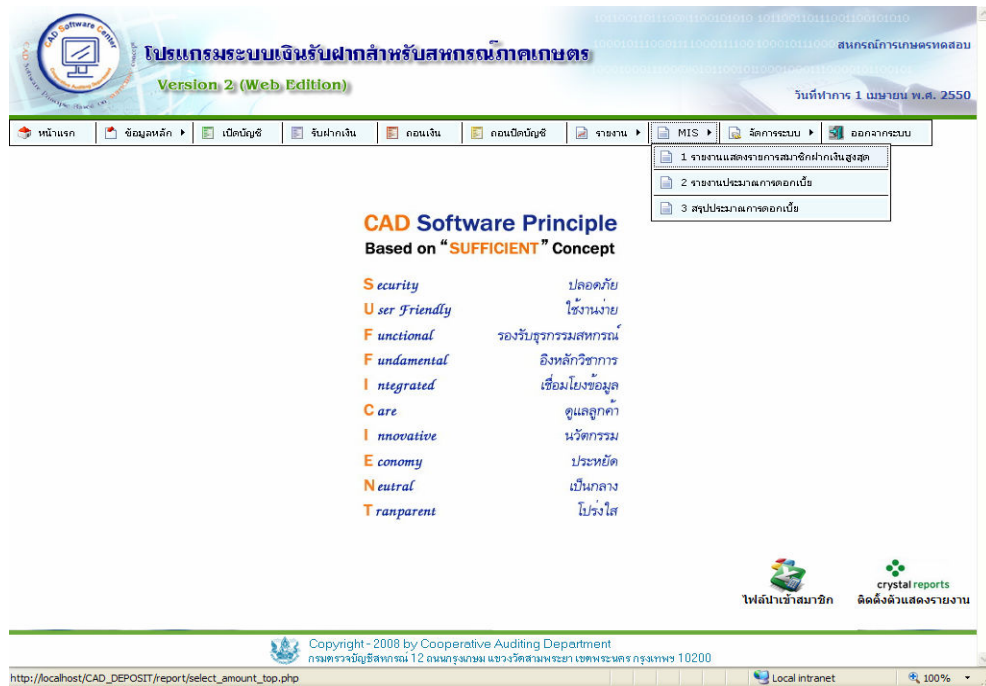 CAD Software Center
โปรแกรมระบบเงินรับฝากสำหรับสหกรณ์ภาคเกษตร
สหกรณ์การเกษตรทดสอบ
Version 2 (Web Edition)
วันที่ทำการ 1 เมษายน พ.ศ. 2550
หน้าแรก ข้อมูลหลัก เปิดบัญชี รับฝากเงิน ถอนเงิน ถอนปิดบัญชี รายงาน MIS จัดการระบบ ออกจากระบบ
1 รายงานแสดงรายการสมาชิกฝากเงินสูงสุด
2 รายงานประมาณการดอกเบี้ย
3 สรุปประมาณการดอกเบี้ย
CAD Software Principle
Based on "SUFFICIENT" Concept
Security ปลอดภัย
User Friendly ใช้งานง่าย
Functional รองรับธุรกรรมสหกรณ์
Fundamental อิงหลักวิชาการ
Integrated เชื่อมโยงข้อมูล
Care ดูแลลูกค้า
Innovative นวัตกรรม
Economy ประหยัด
Neutral เป็นกลาง
Tranparent โปร่งใส
crystal reports
ไฟล์นำเข้าสมาชิก ติดตั้งตัวแสดงรายงาน
Copyright - 2008 by Cooperative Auditing Department
กรมตรวจบัญชีสหกรณ์ 12 ถนนกรุงเกษม แขวงวัดสามพระยา เขตพระนคร กรุงเทพฯ 10200
http://localhost/CAD_DEPOSIT/report/select_amount_top.php Local intranet 100%